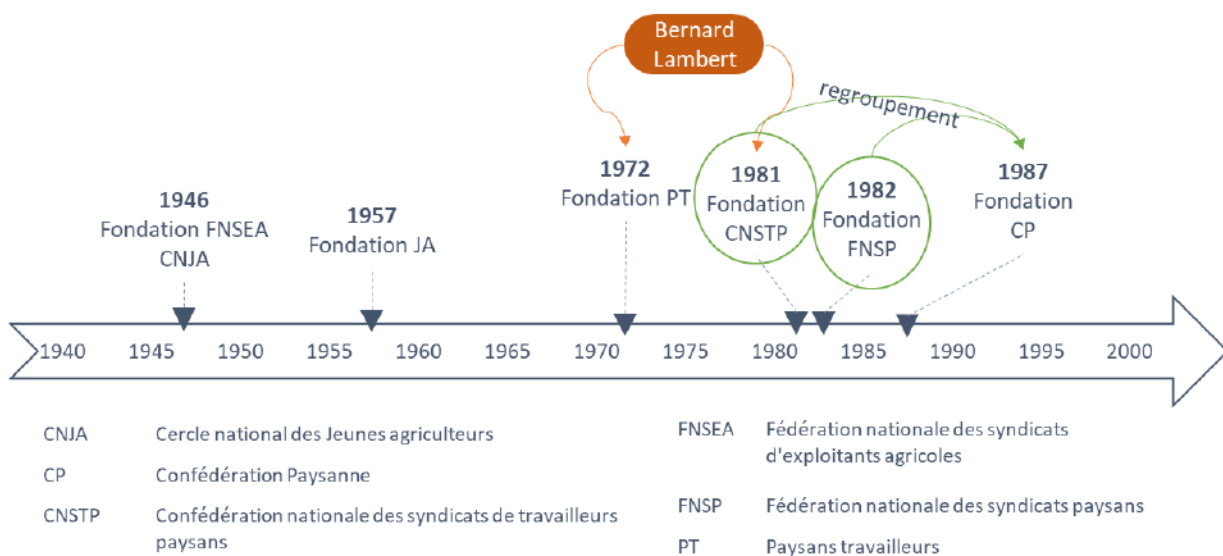 Bernard
Lambert
regroupement
1946
Fondation FNSEA
CNJA
1957
Fondation JA
1972
Fondation PT
1981
Fondation
CNSTP
1982
Fondation
FNSP
1987
Fondation
CP
1940 1945 1950 1955 1960 1965 1970 1975 1980 1985 1990 1995 2000
CNJA Cercle national des Jeunes agriculteurs
CP Confédération Paysanne
CNSTP Confédération nationale des syndicats de travailleurs
paysans
FNSEA Fédération nationale des syndicats
d'exploitants agricoles
FNSP Fédération nationale des syndicats paysans
PT Paysans travailleurs